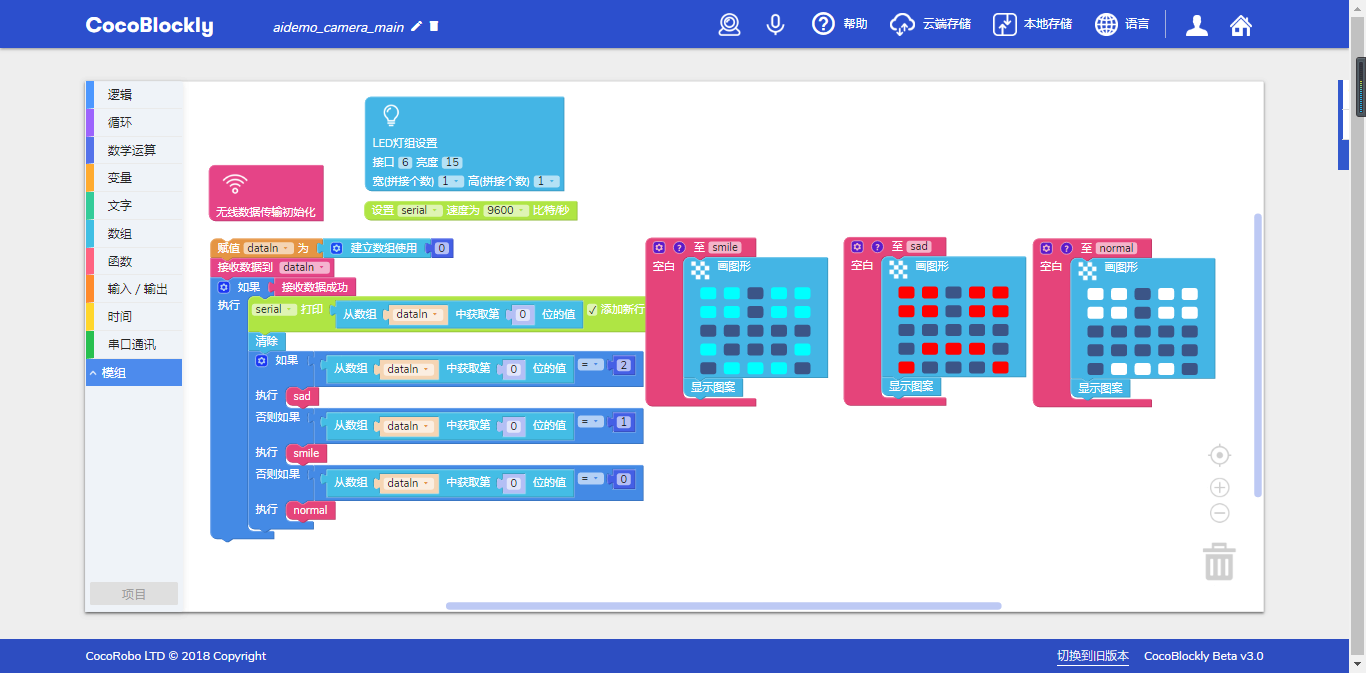 CocoBlockly
aidemo_camera_main
帮助
云端存储
本地存储
语言
逻辑
循环
数学运算
变量
文字
数组
函数
输入 / 输出
时间
串口通讯
模组
项目
无线数据传输初始化
LED灯组设置
接口 6 亮度 15
宽(拼接个数) 1 高(拼接个数) 1
设置 serial 速度为 9600 比特/秒
赋值 dataIn 为 建立数组使用 0
接收数据到 dataIn
如果 接收数据成功
执行 serial 打印 从数组 dataIn 中获取第 0 位的值 ✓ 添加新行
清除
如果 从数组 dataIn 中获取第 0 位的值 = 2
执行 sad
否则如果 从数组 dataIn 中获取第 0 位的值 = 1
执行 smile
否则如果 从数组 dataIn 中获取第 0 位的值 = 0
执行 normal
? 至 smile
空白 画图形
显示图案
? 至 sad
空白 画图形
显示图案
? 至 normal
空白 画图形
显示图案
CocoRobo LTD © 2018 Copyright
切换到旧版本 CocoBlockly Beta v3.0